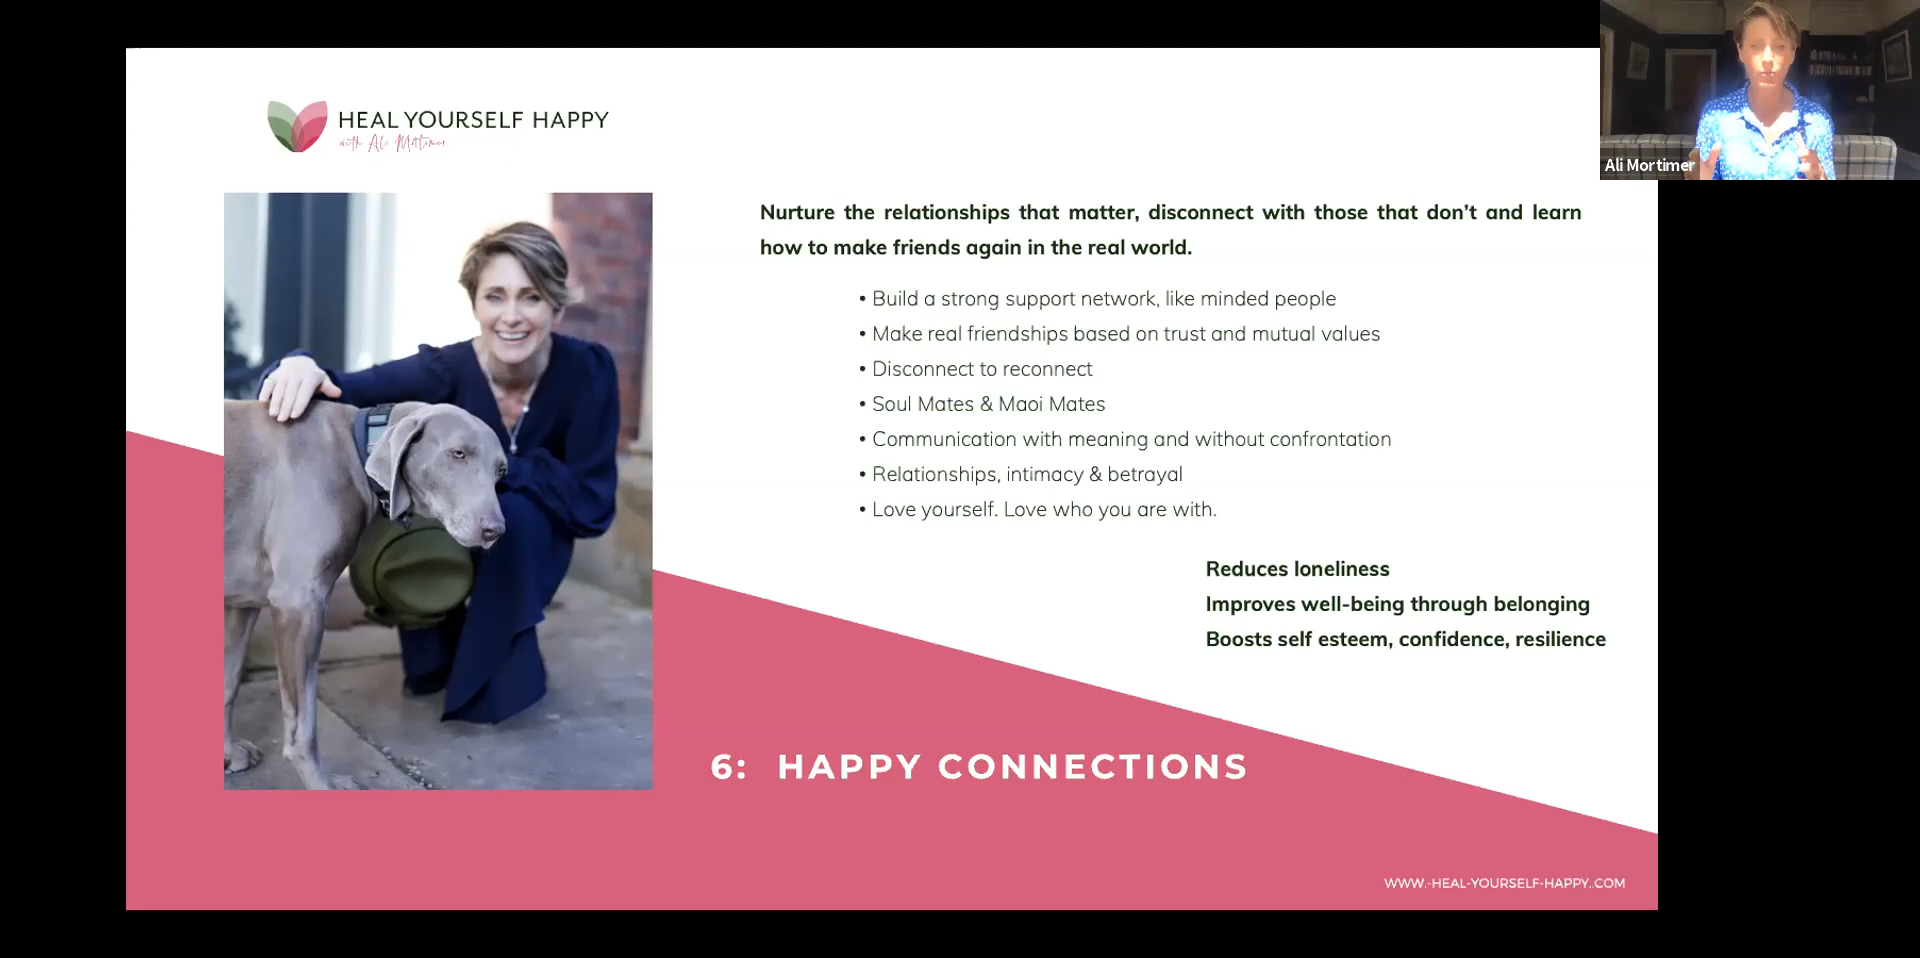 HEAL YOURSELF HAPPY
with Ali Mortimer
Ali Mortimer
Nurture the relationships that matter, disconnect with those that don't and learn
how to make friends again in the real world.
• Build a strong support network, like minded people
• Make real friendships based on trust and mutual values
• Disconnect to reconnect
• Soul Mates & Maoi Mates
• Communication with meaning and without confrontation
• Relationships, intimacy & betrayal
• Love yourself. Love who you are with.
Reduces loneliness
Improves well-being through belonging
Boosts self esteem, confidence, resilience
6: HAPPY CONNECTIONS
WWW.-HEAL-YOURSELF-HAPPY..COM